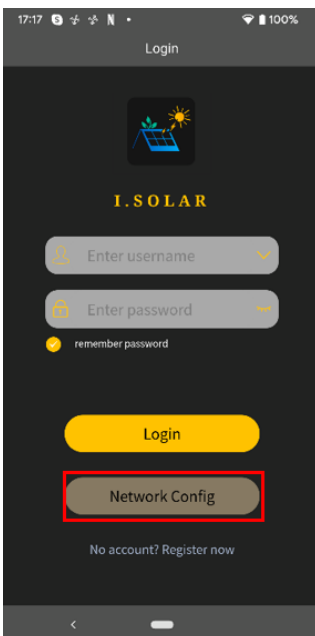 17:17 S N • 100%
Login
I.SOLAR
Enter username
Enter password
remember password
Login
Network Config
No account? Register now